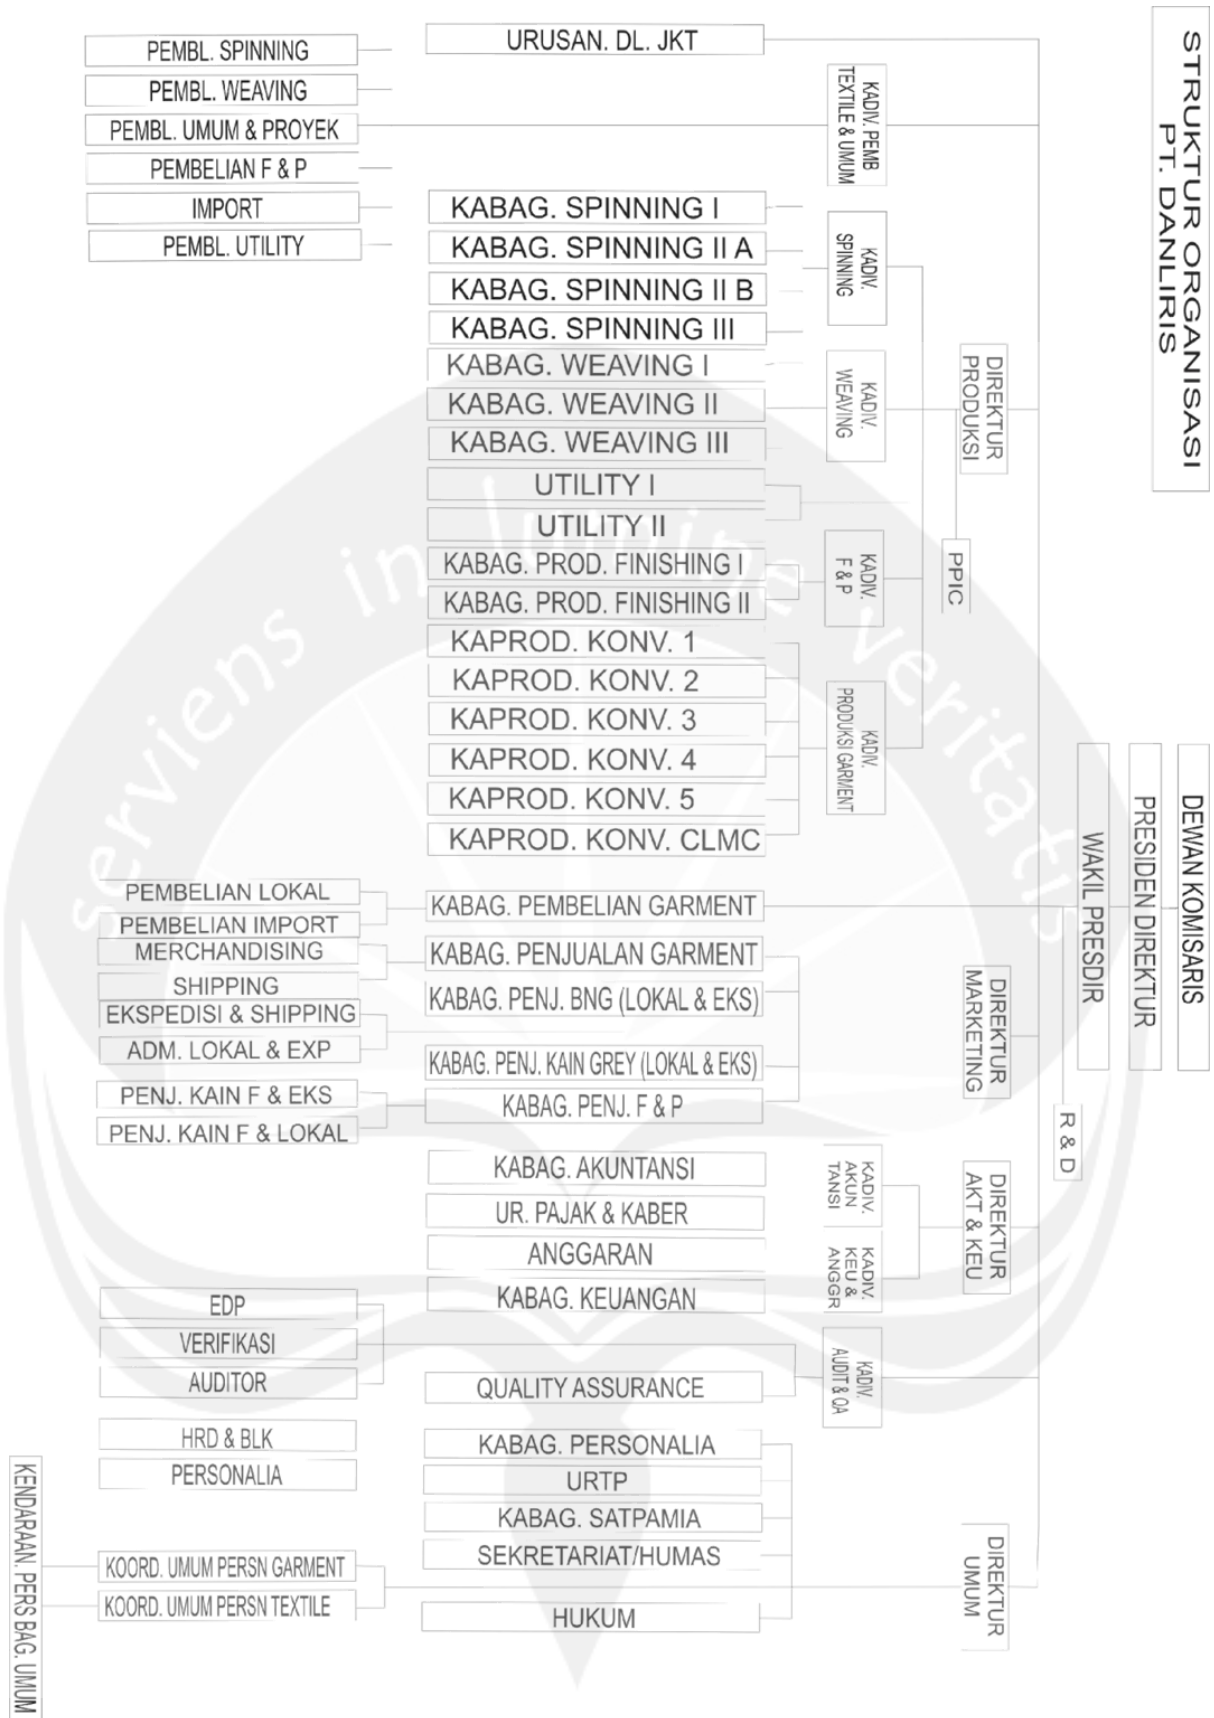 STRUKTUR ORGANISASI
PT. DANLIRIS
DEWAN KOMISARIS
PRESIDEN DIREKTUR
WAKIL PRESDIR
R & D
DIREKTUR
PRODUKSI
PPIC
DIREKTUR
MARKETING
DIREKTUR
AKT & KEU
DIREKTUR
UMUM
KADIV. PEMB
TEXTILE & UMUM
KADIV.
SPINNING
KADIV.
WEAVING
KADIV.
F & P
KADIV.
PRODUKSI GARMENT
KADIV.
AKUN
TANSI
KADIV.
KEU &
ANGGR
KADIV.
AUDIT & QA
URUSAN. DL. JKT
KABAG. SPINNING I
KABAG. SPINNING II A
KABAG. SPINNING II B
KABAG. SPINNING III
KABAG. WEAVING I
KABAG. WEAVING II
KABAG. WEAVING III
UTILITY I
UTILITY II
KABAG. PROD. FINISHING I
KABAG. PROD. FINISHING II
KAPROD. KONV. 1
KAPROD. KONV. 2
KAPROD. KONV. 3
KAPROD. KONV. 4
KAPROD. KONV. 5
KAPROD. KONV. CLMC
KABAG. PEMBELIAN GARMENT
KABAG. PENJUALAN GARMENT
KABAG. PENJ. BNG (LOKAL & EKS)
KABAG. PENJ. KAIN GREY (LOKAL & EKS)
KABAG. PENJ. F & P
KABAG. AKUNTANSI
UR. PAJAK & KABER
ANGGARAN
KABAG. KEUANGAN
QUALITY ASSURANCE
KABAG. PERSONALIA
URTP
KABAG. SATPAMIA
SEKRETARIAT/HUMAS
HUKUM
PEMBL. SPINNING
PEMBL. WEAVING
PEMBL. UMUM & PROYEK
PEMBELIAN F & P
IMPORT
PEMBL. UTILITY
PEMBELIAN LOKAL
PEMBELIAN IMPORT
MERCHANDISING
SHIPPING
EKSPEDISI & SHIPPING
ADM. LOKAL & EXP
PENJ. KAIN F & EKS
PENJ. KAIN F & LOKAL
EDP
VERIFIKASI
AUDITOR
HRD & BLK
PERSONALIA
KOORD. UMUM PERSN GARMENT
KOORD. UMUM PERSN TEXTILE
KENDARAAN. PERS BAG. UMUM
serviens in lumine veritatis